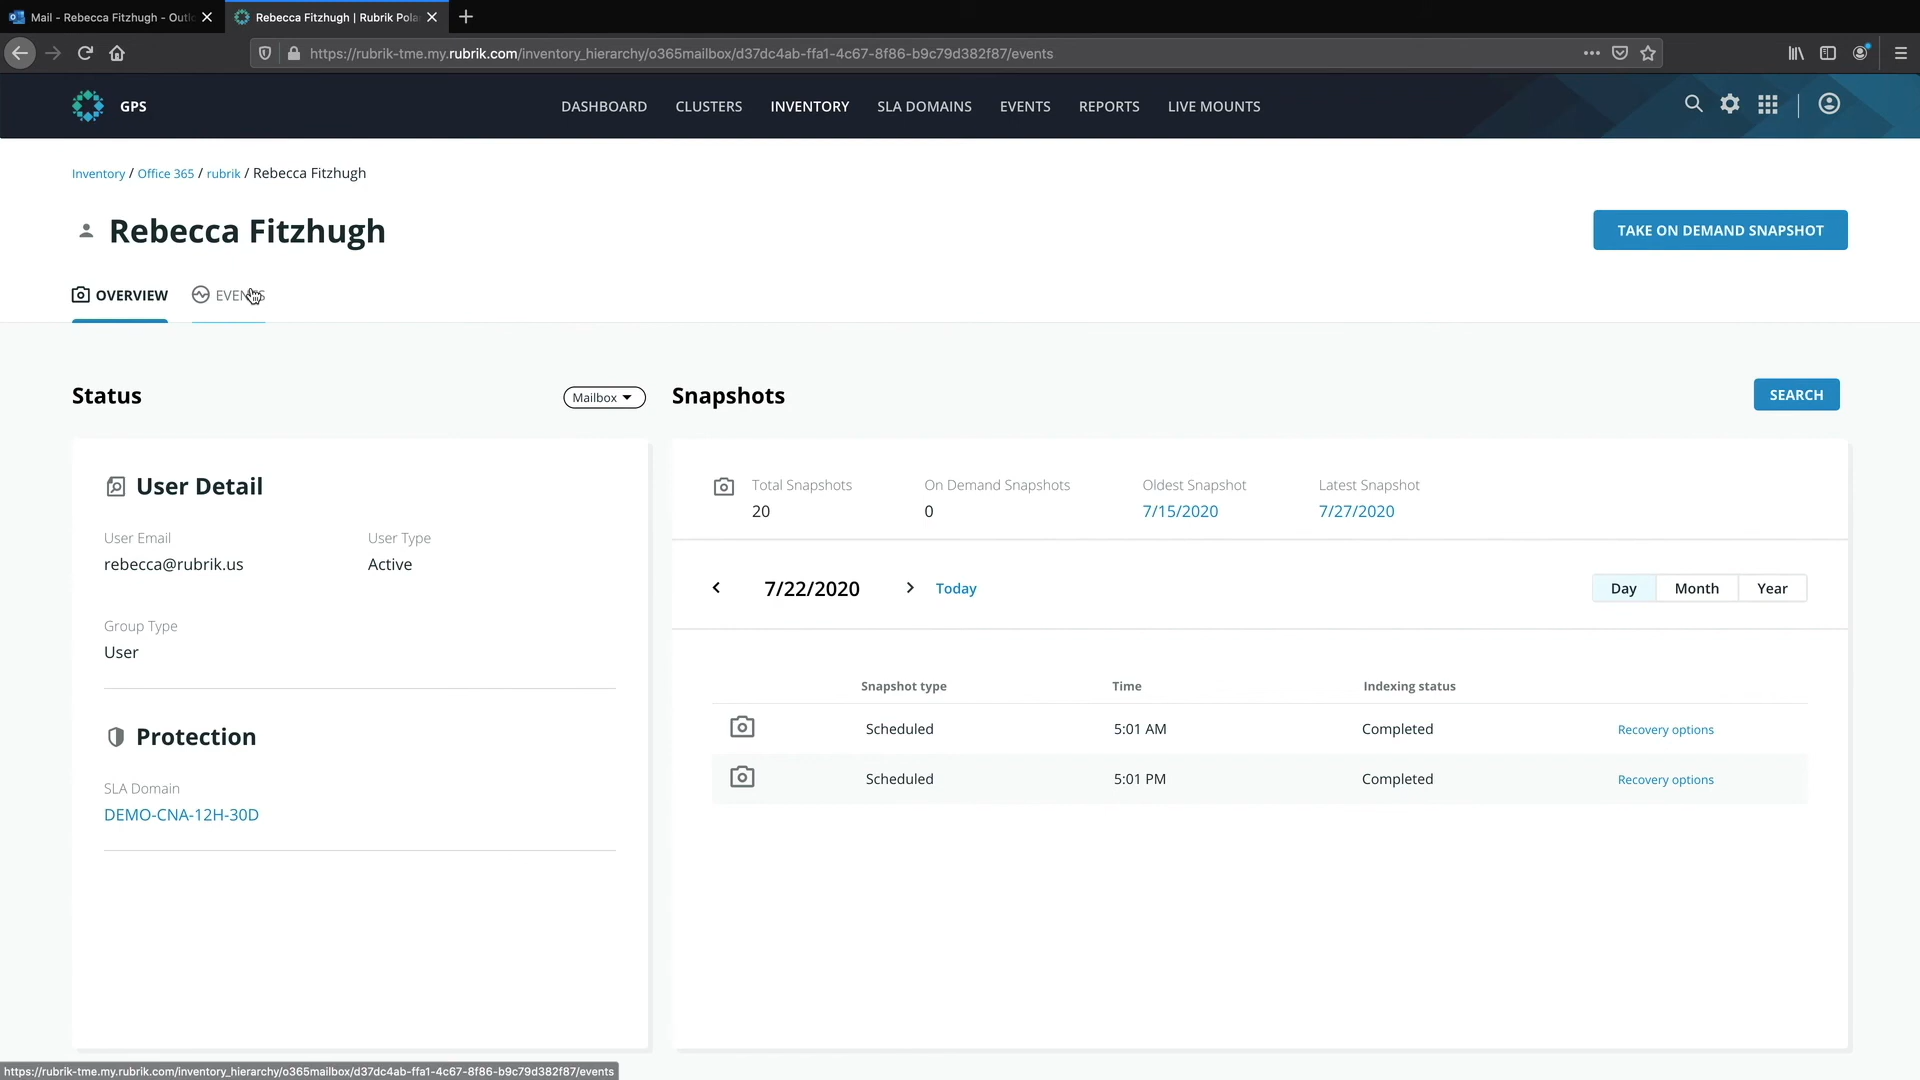 Mail - Rebecca Fitzhugh - Outlo
Rebecca Fitzhugh | Rubrik Pola
https://rubrik-tme.my.rubrik.com/inventory_hierarchy/o365mailbox/d37dc4ab-ffa1-4c67-8f86-b9c79d382f87/events
GPS
DASHBOARD CLUSTERS INVENTORY SLA DOMAINS EVENTS REPORTS LIVE MOUNTS
Inventory / Office 365 / rubrik / Rebecca Fitzhugh
Rebecca Fitzhugh
TAKE ON DEMAND SNAPSHOT
OVERVIEW EVENTS
Status
Mailbox
Snapshots
SEARCH
User Detail
User Email
rebecca@rubrik.us
User Type
Active
Group Type
User
Protection
SLA Domain
DEMO-CNA-12H-30D
Total Snapshots On Demand Snapshots Oldest Snapshot Latest Snapshot
20 0 7/15/2020 7/27/2020
7/22/2020 Today
Day Month Year
Snapshot type Time Indexing status
Scheduled 5:01 AM Completed Recovery options
Scheduled 5:01 PM Completed Recovery options
https://rubrik-tme.my.rubrik.com/inventory_hierarchy/o365mailbox/d37dc4ab-ffa1-4c67-8f86-b9c79d382f87/events